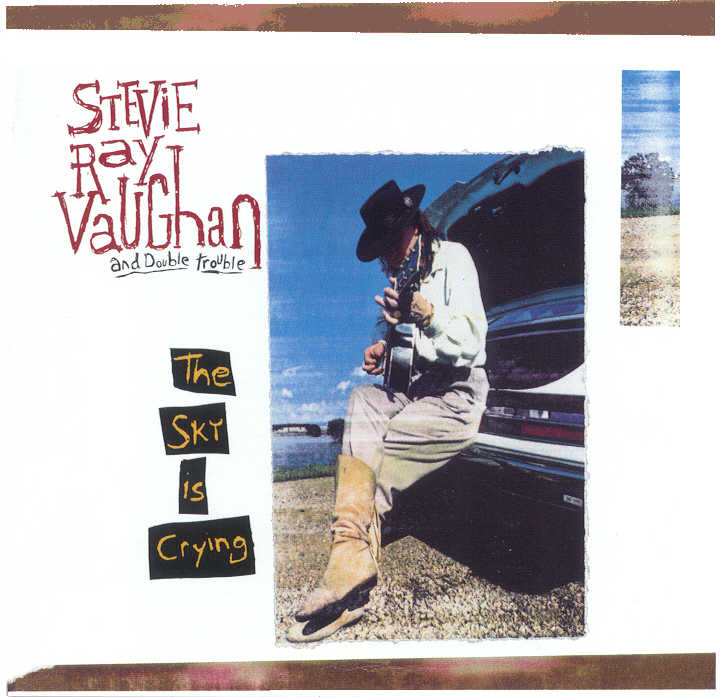 Stevie
Ray
Vaughan
and Double Trouble
The
Sky
is
Crying